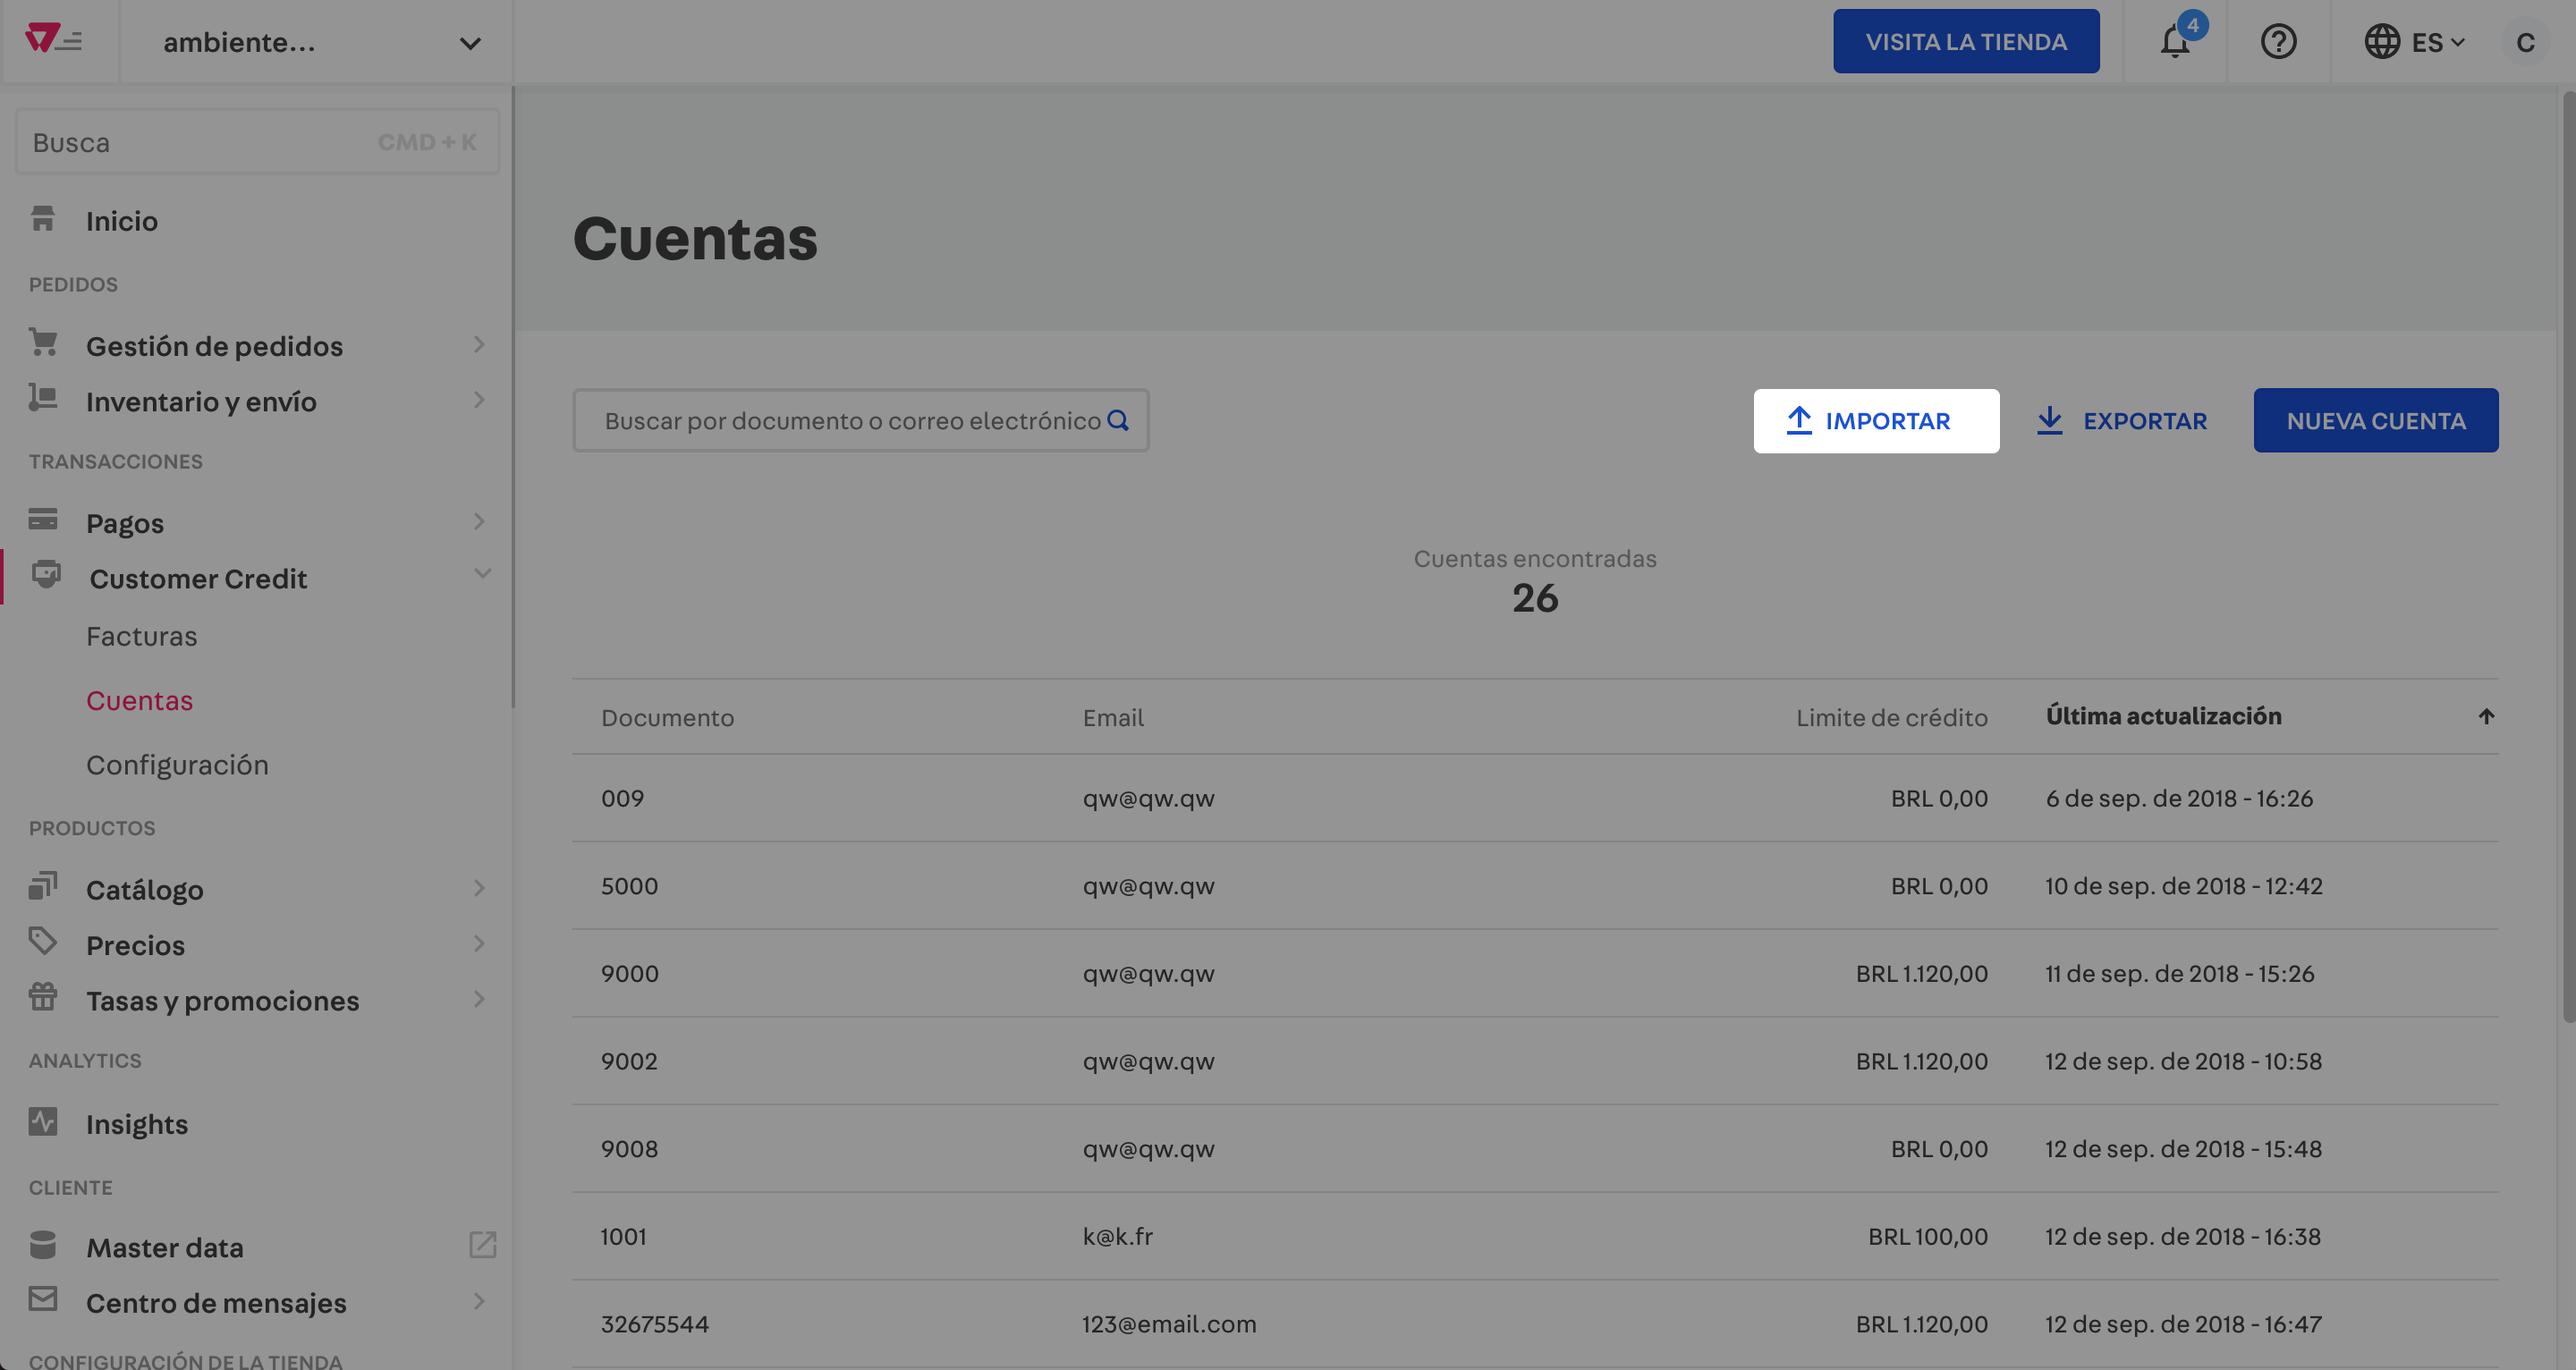 ambiente...
VISITA LA TIENDA
4
ES
C
Busca
CMD + K
Inicio
PEDIDOS
Gestión de pedidos
Inventario y envío
TRANSACCIONES
Pagos
Customer Credit
Facturas
Cuentas
Configuración
PRODUCTOS
Catálogo
Precios
Tasas y promociones
ANALYTICS
Insights
CLIENTE
Master data
Centro de mensajes
CONFIGURACIÓN DE LA TIENDA
Cuentas
Buscar por documento o correo electrónico
IMPORTAR
EXPORTAR
NUEVA CUENTA
Cuentas encontradas
26
Documento Email Limite de crédito Última actualización
009 qw@qw.qw BRL 0,00 6 de sep. de 2018 - 16:26
5000 qw@qw.qw BRL 0,00 10 de sep. de 2018 - 12:42
9000 qw@qw.qw BRL 1.120,00 11 de sep. de 2018 - 15:26
9002 qw@qw.qw BRL 1.120,00 12 de sep. de 2018 - 10:58
9008 qw@qw.qw BRL 0,00 12 de sep. de 2018 - 15:48
1001 k@k.fr BRL 100,00 12 de sep. de 2018 - 16:38
32675544 123@email.com BRL 1.120,00 12 de sep. de 2018 - 16:47